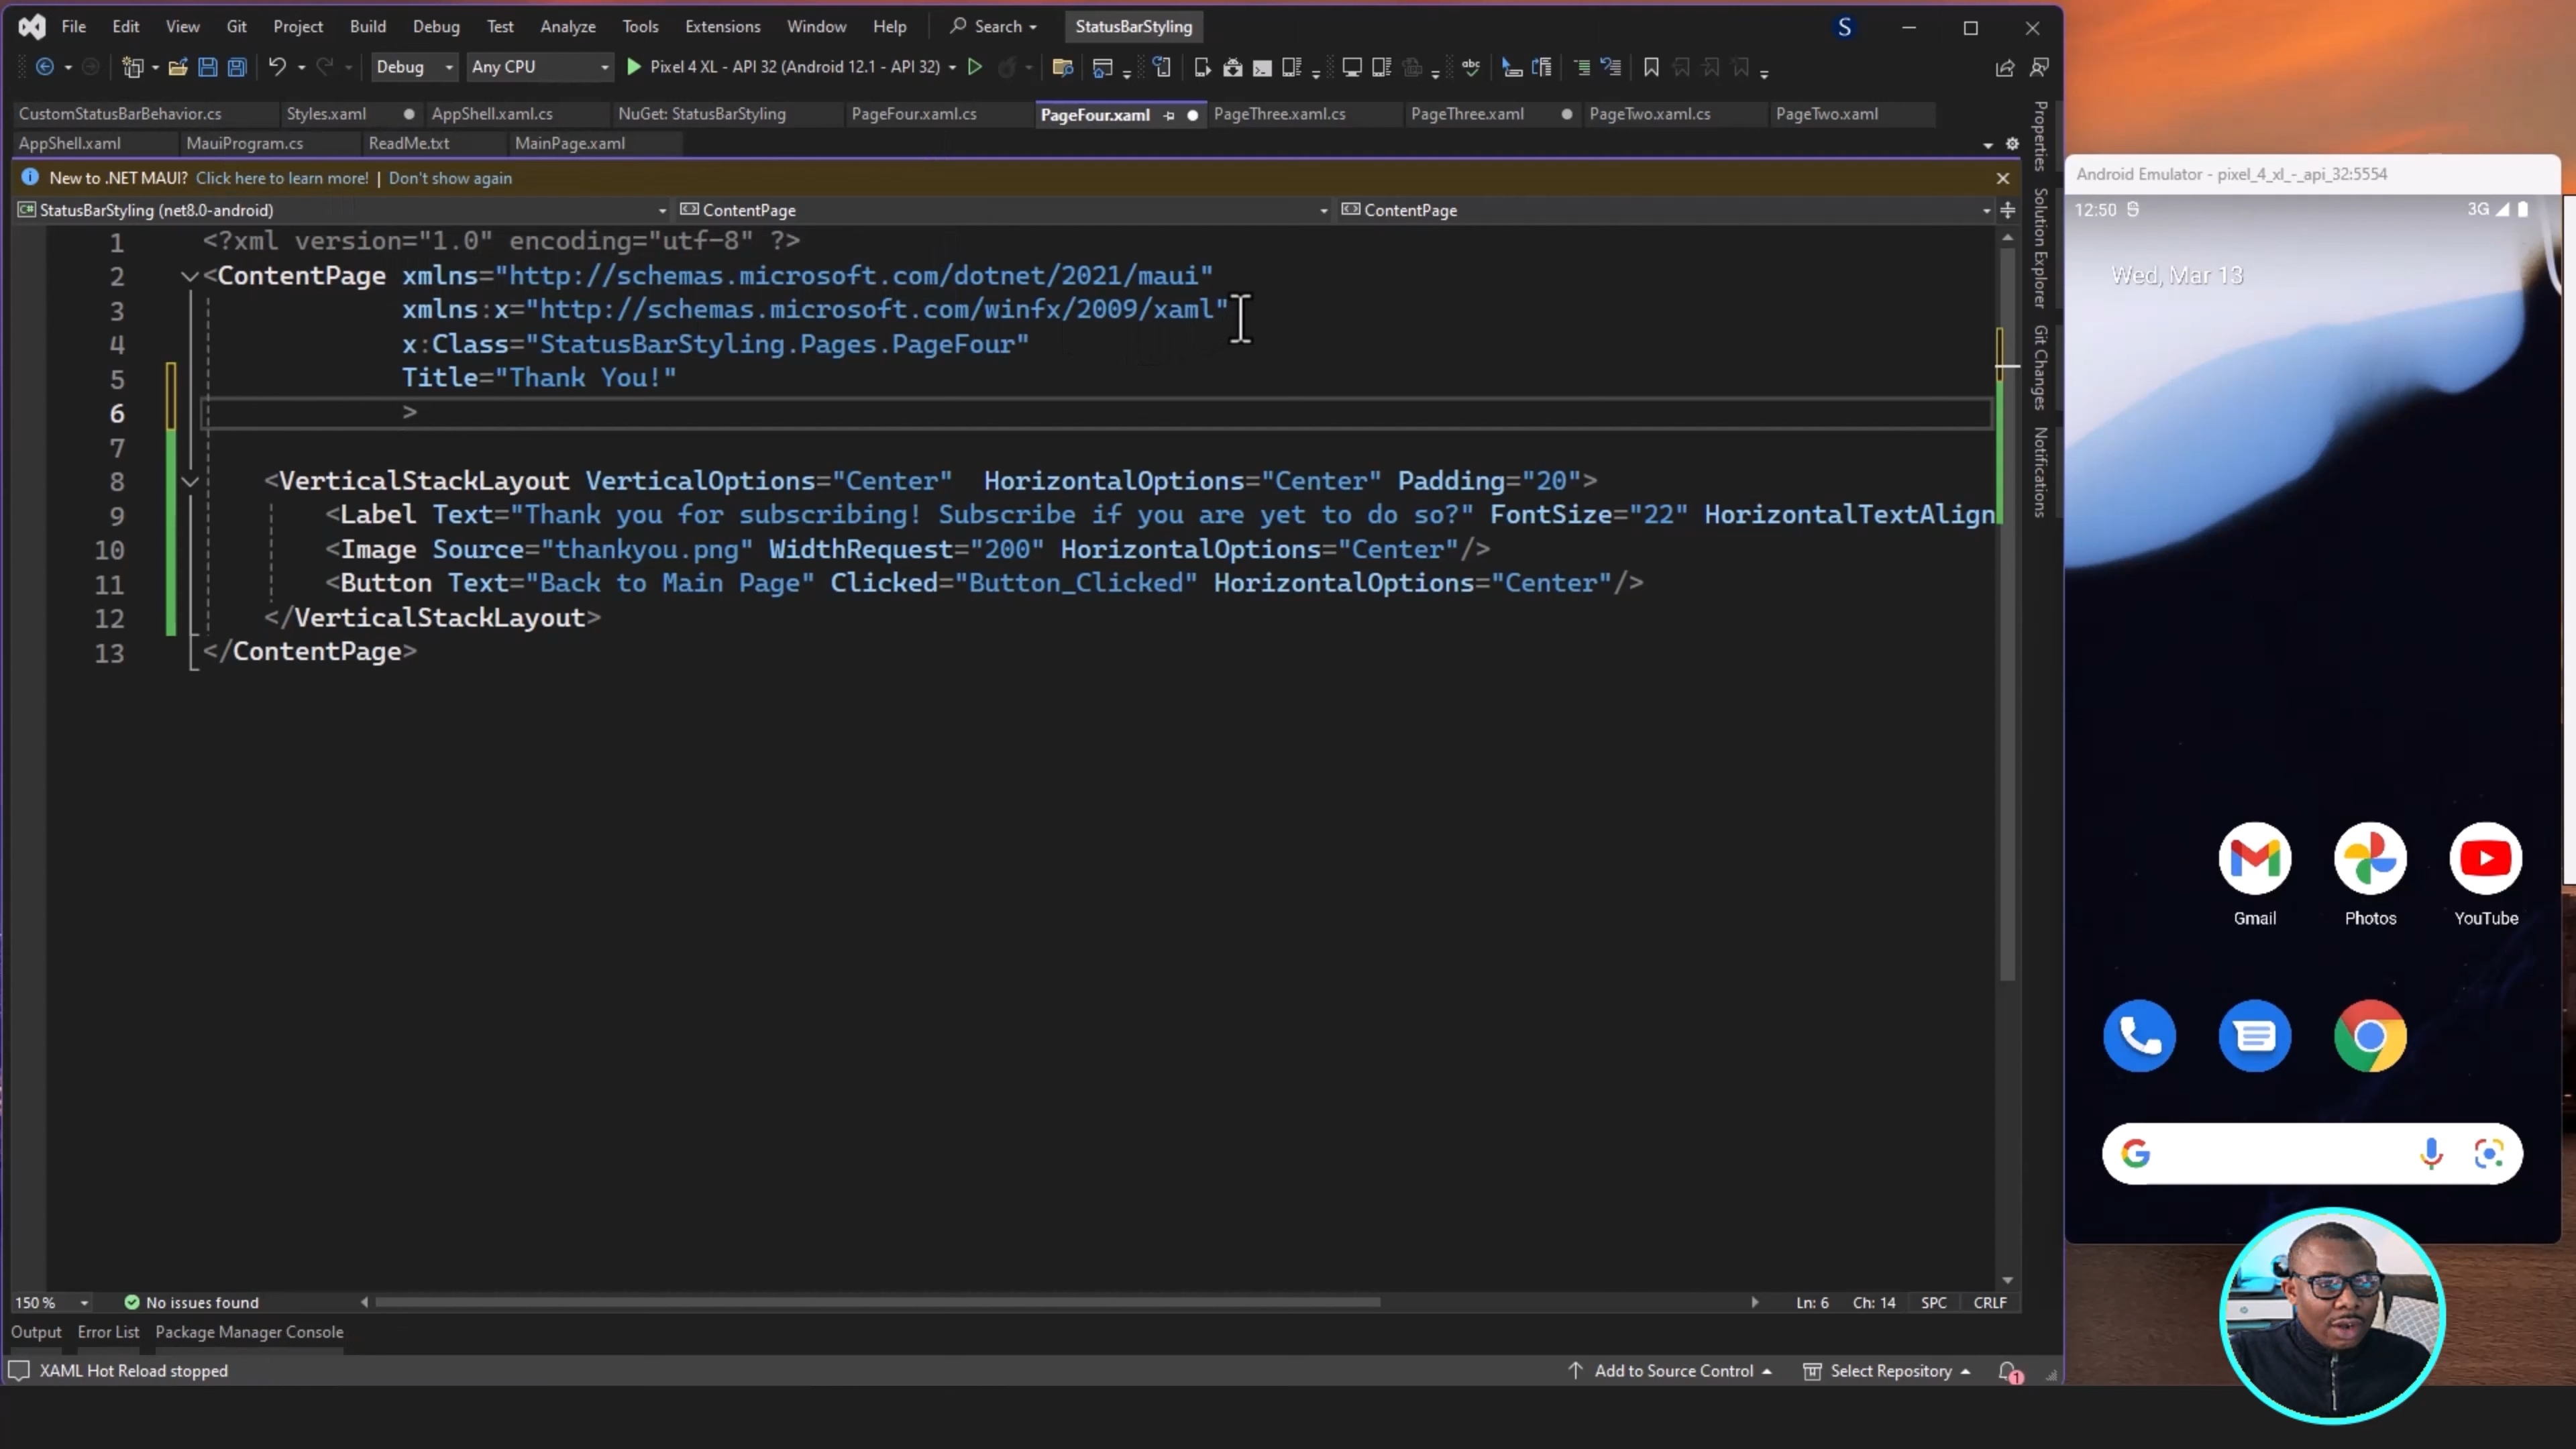 File Edit View Git Project Build Debug Test Analyze Tools Extensions Window Help Search StatusBarStyling S
Debug Any CPU Pixel 4 XL - API 32 (Android 12.1 - API 32)
CustomStatusBarBehavior.cs Styles.xaml AppShell.xaml.cs NuGet: StatusBarStyling PageFour.xaml.cs PageFour.xaml PageThree.xaml.cs PageThree.xaml PageTwo.xaml.cs PageTwo.xaml
AppShell.xaml MauiProgram.cs ReadMe.txt MainPage.xaml
New to .NET MAUI? Click here to learn more! | Don't show again
StatusBarStyling (net8.0-android) ContentPage ContentPage
1 <?xml version="1.0" encoding="utf-8" ?>
2 <ContentPage xmlns="http://schemas.microsoft.com/dotnet/2021/maui"
3 xmlns:x="http://schemas.microsoft.com/winfx/2009/xaml"
4 x:Class="StatusBarStyling.Pages.PageFour"
5 Title="Thank You!"
6 >
7
8 <VerticalStackLayout VerticalOptions="Center"  HorizontalOptions="Center" Padding="20">
9 <Label Text="Thank you for subscribing! Subscribe if you are yet to do so?" FontSize="22" HorizontalTextAlign
10 <Image Source="thankyou.png" WidthRequest="200" HorizontalOptions="Center"/>
11 <Button Text="Back to Main Page" Clicked="Button_Clicked" HorizontalOptions="Center"/>
12 </VerticalStackLayout>
13 </ContentPage>
150 % No issues found Ln: 6 Ch: 14 SPC CRLF
Output Error List Package Manager Console
XAML Hot Reload stopped Add to Source Control Select Repository 1
Properties
Solution Explorer
Git Changes
Notifications
Android Emulator - pixel_4_xl_-_api_32:5554
12:50 3G
Wed, Mar 13
Gmail Photos YouTube